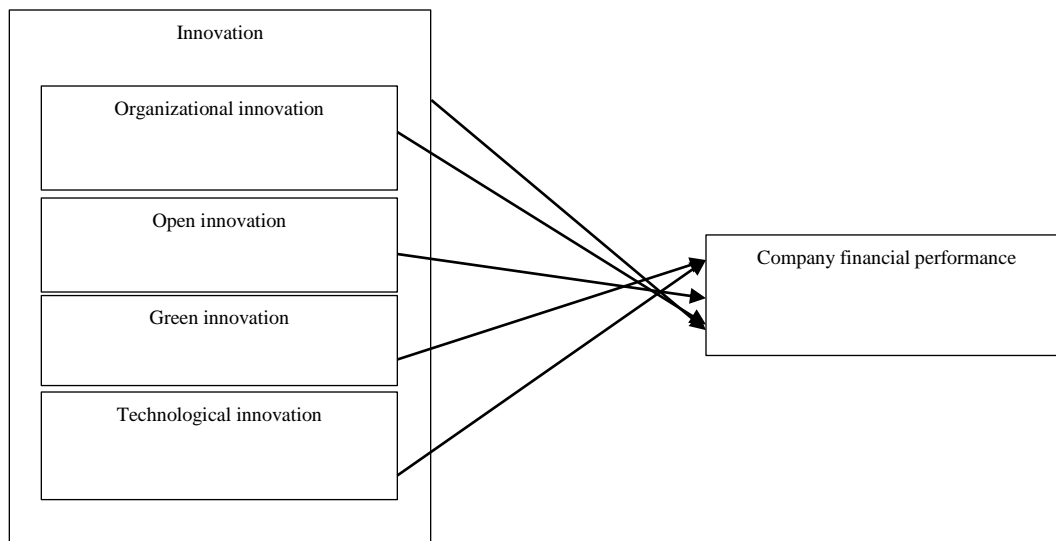 Innovation
Organizational innovation
Open innovation
Green innovation
Technological innovation
Company financial performance